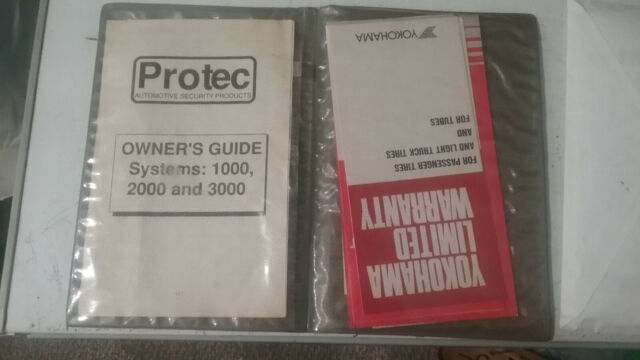 Protec
AUTOMOTIVE SECURITY PRODUCTS
OWNER'S GUIDE
Systems: 1000,
2000 and 3000
YOKOHAMA
LIMITED
WARRANTY
FOR PASSENGER TIRES
AND LIGHT TRUCK TIRES
AND
FOR TUBES
YOKOHAMA